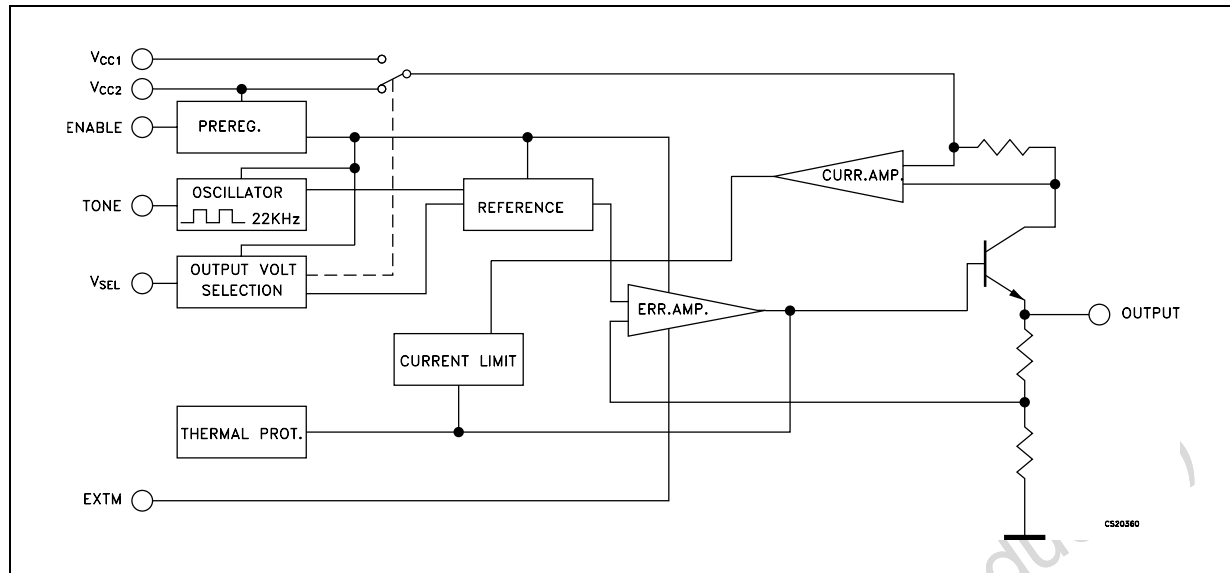 VCC1
VCC2
ENABLE
PREREG.
TONE
OSCILLATOR
22KHz
REFERENCE
CURR.AMP.
VSEL
OUTPUT VOLT
SELECTION
ERR.AMP.
OUTPUT
CURRENT LIMIT
THERMAL PROT.
EXTM
CS20360